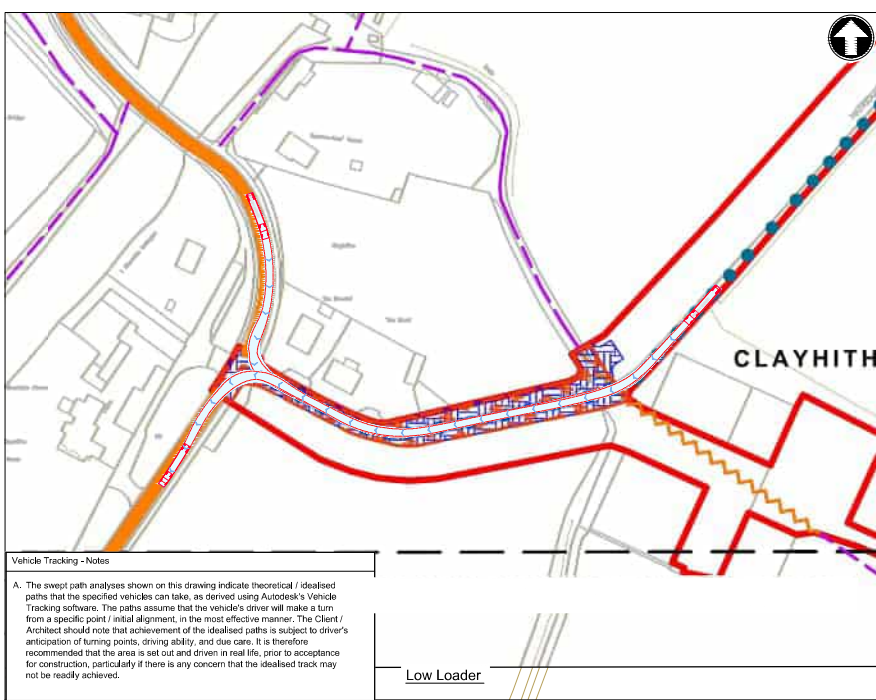 CLAYHITH
Vehicle Tracking - Notes
A. The swept path analyses shown on this drawing indicate theoretical / idealised
paths that the specified vehicles can take, as derived using Autodesk's Vehicle
Tracking software. The paths assume that the vehicle's driver will make a turn
from a specific point / initial alignment, in the most effective manner. The Client /
Architect should note that achievement of the idealised paths is subject to driver's
anticipation of turning points, driving ability, and due care. It is therefore
recommended that the area is set out and driven in real life, prior to acceptance
for construction, particularly if there is any concern that the idealised track may
not be readily achieved.
Low Loader